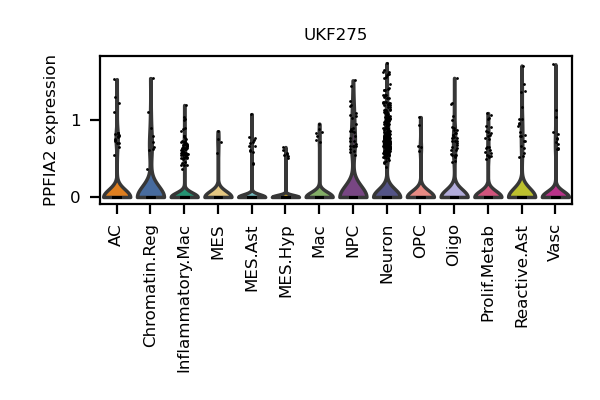 UKF275
PPFIA2 expression
1
0
AC
Chromatin.Reg
Inflammatory.Mac
MES
MES.Ast
MES.Hyp
Mac
NPC
Neuron
OPC
Oligo
Prolif.Metab
Reactive.Ast
Vasc